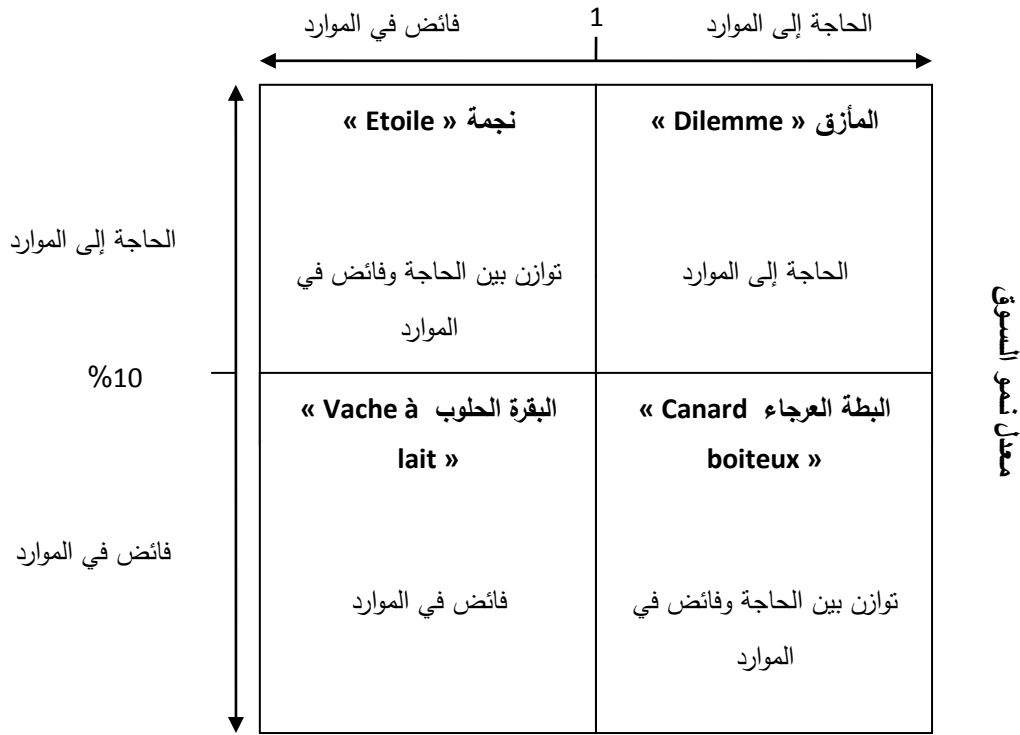 الحاجة إلى الموارد
1
فائض في الموارد
المأزق « Dilemme »
نجمة « Etoile »
الحاجة إلى الموارد
الحاجة إلى الموارد
توازن بين الحاجة وفائض في
الموارد
%10
معدل نمو السوق
البطة العرجاء « Canard
boiteux »
البقرة الحلوب « Vache à
lait »
فائض في الموارد
توازن بين الحاجة وفائض في
الموارد
فائض في الموارد